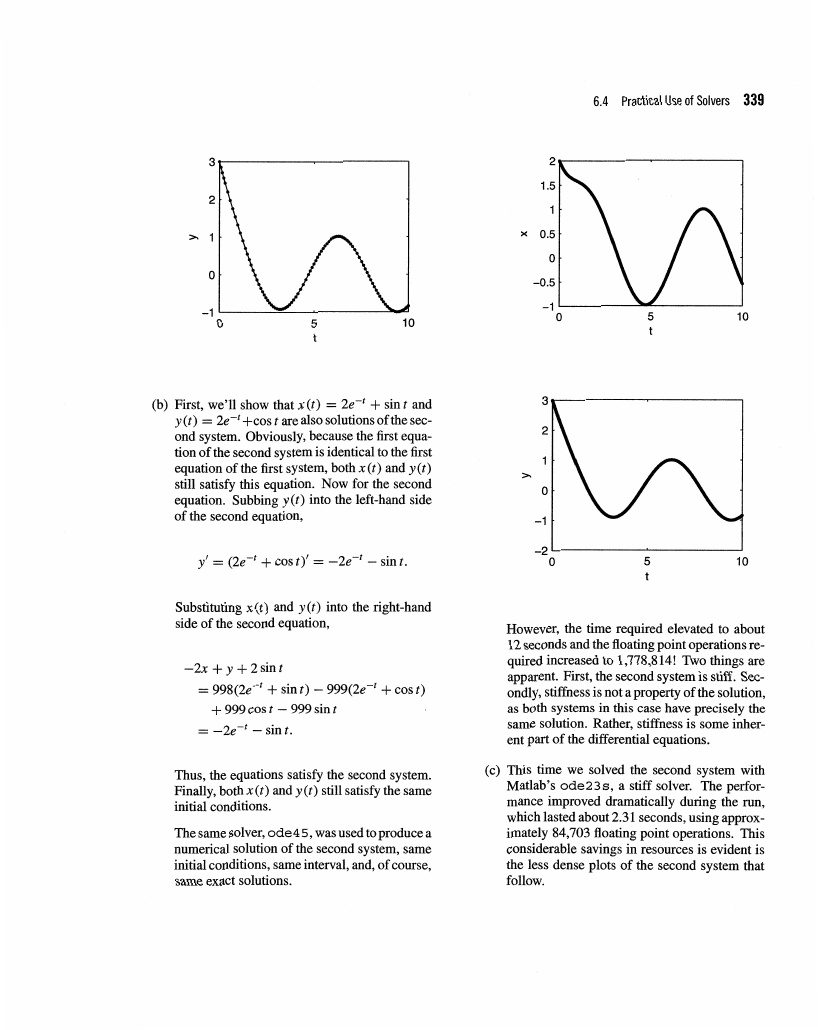 6.4 Practical Use of Solvers 339
3
2
1
0
-1
y
0 5 10
t
(b) First, we'll show that x(t) = 2e^{-t} + sin t and
y(t) = 2e^{-t} + cos t are also solutions of the sec-
ond system. Obviously, because the first equa-
tion of the second system is identical to the first
equation of the first system, both x(t) and y(t)
still satisfy this equation. Now for the second
equation. Subbing y(t) into the left-hand side
of the second equation,
y′ = (2e^{-t} + cos t)′ = −2e^{-t} − sin t.
Substituting x(t) and y(t) into the right-hand
side of the second equation,
−2x + y + 2 sin t
= 998(2e^{-t} + sin t) − 999(2e^{-t} + cos t)
+ 999 cos t − 999 sin t
= −2e^{-t} − sin t.
Thus, the equations satisfy the second system.
Finally, both x(t) and y(t) still satisfy the same
initial conditions.
The same solver, ode45, was used to produce a
numerical solution of the second system, same
initial conditions, same interval, and, of course,
same exact solutions.
2
1.5
1
0.5
0
-0.5
-1
x
0 5 10
t
3
2
1
0
-1
-2
y
0 5 10
t
However, the time required elevated to about
12 seconds and the floating point operations re-
quired increased to 1,778,814! Two things are
apparent. First, the second system is stiff. Sec-
ondly, stiffness is not a property of the solution,
as both systems in this case have precisely the
same solution. Rather, stiffness is some inher-
ent part of the differential equations.
(c) This time we solved the second system with
Matlab's ode23s, a stiff solver. The perfor-
mance improved dramatically during the run,
which lasted about 2.31 seconds, using approx-
imately 84,703 floating point operations. This
considerable savings in resources is evident is
the less dense plots of the second system that
follow.